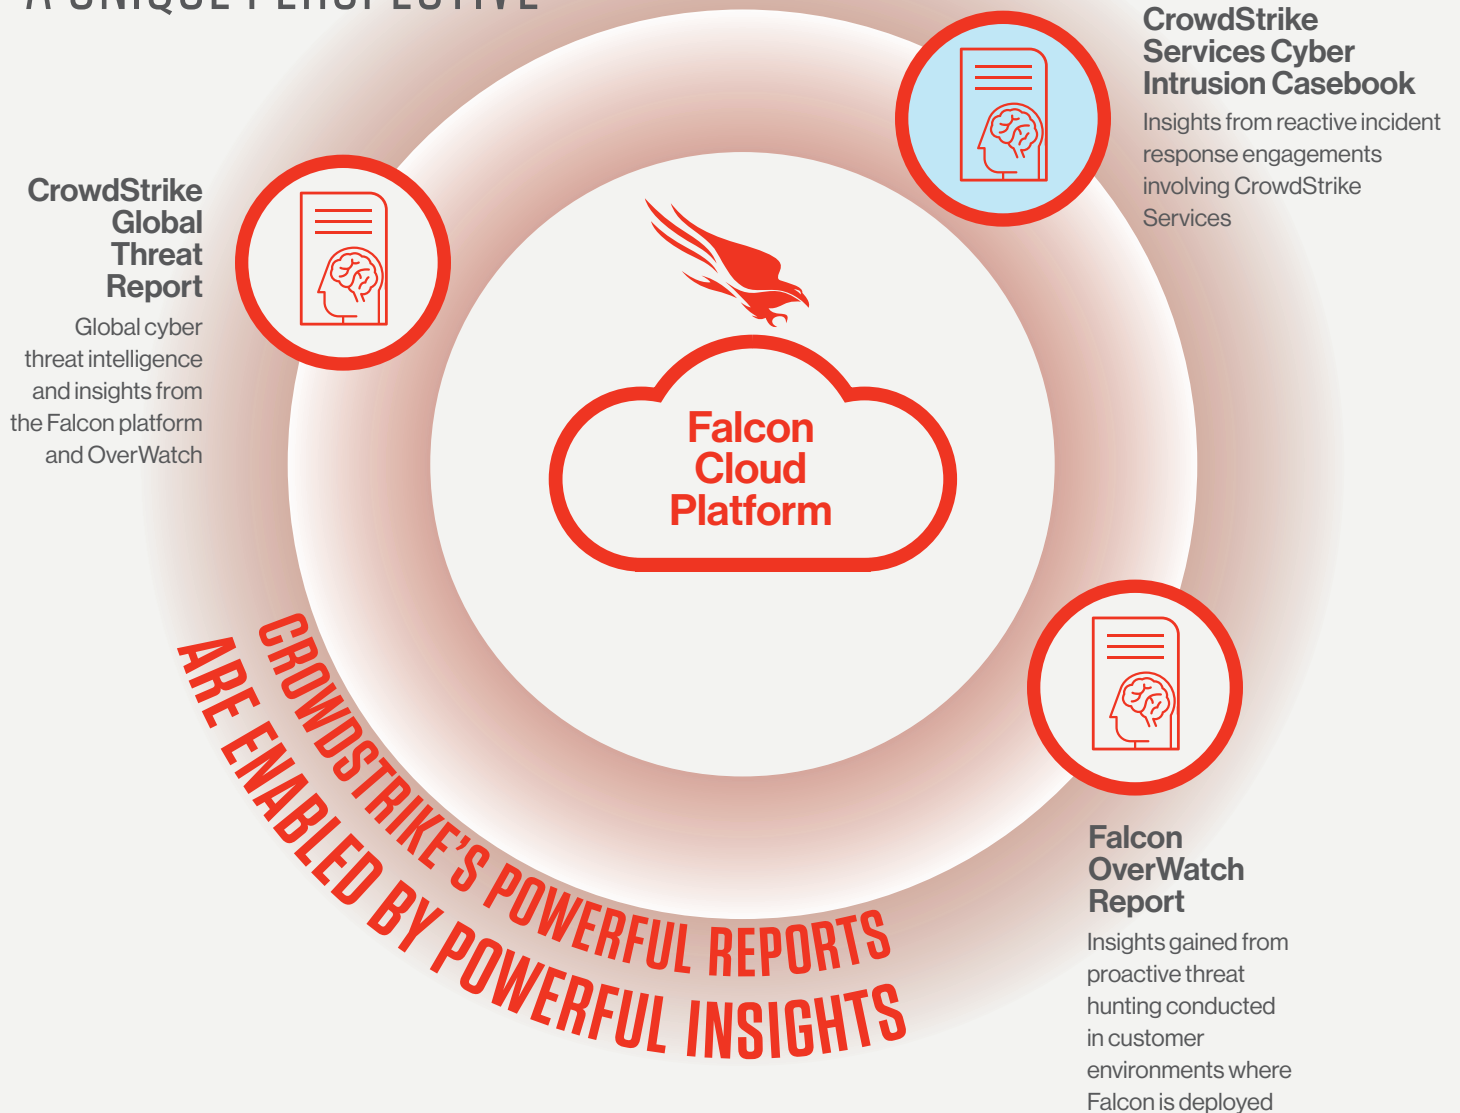 A UNIQUE PERSPECTIVE
CrowdStrike
Services Cyber
Intrusion Casebook
Insights from reactive incident
response engagements
involving CrowdStrike
Services
CrowdStrike
Global
Threat
Report
Global cyber
threat intelligence
and insights from
the Falcon platform
and OverWatch
Falcon
Cloud
Platform
CROWDSTRIKE’S POWERFUL REPORTS
ARE ENABLED BY POWERFUL INSIGHTS
Falcon
OverWatch
Report
Insights gained from
proactive threat
hunting conducted
in customer
environments where
Falcon is deployed